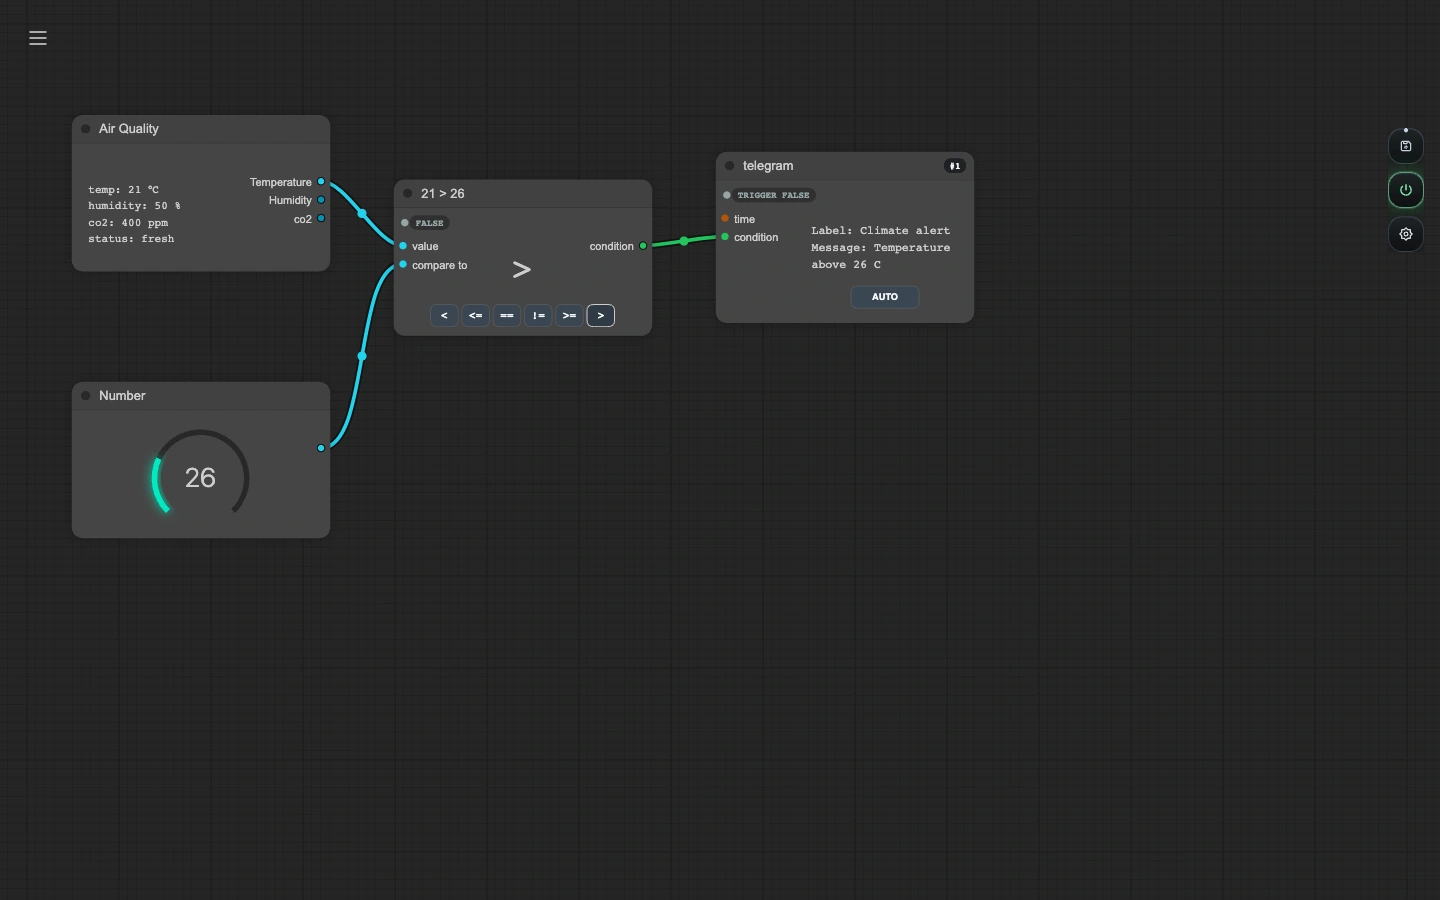 Air Quality
temp: 21 °C
humidity: 50 %
co2: 400 ppm
status: fresh
Temperature
Humidity
co2
21 > 26
FALSE
value
compare to
>
condition
< <= == != >= >
telegram
1
TRIGGER FALSE
time
condition
Label: Climate alert
Message: Temperature
above 26 C
AUTO
Number
26